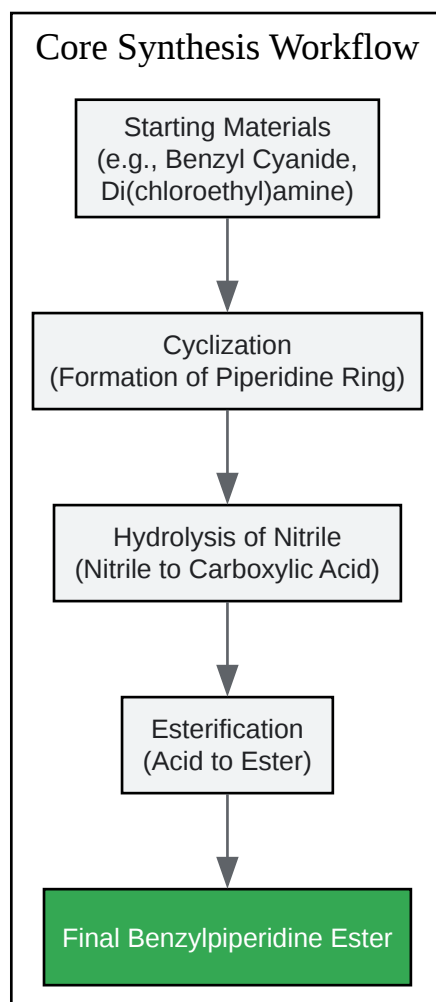 Core Synthesis Workflow
Starting Materials
(e.g., Benzyl Cyanide,
Di(chloroethyl)amine)
Cyclization
(Formation of Piperidine Ring)
Hydrolysis of Nitrile
(Nitrile to Carboxylic Acid)
Esterification
(Acid to Ester)
Final Benzylpiperidine Ester